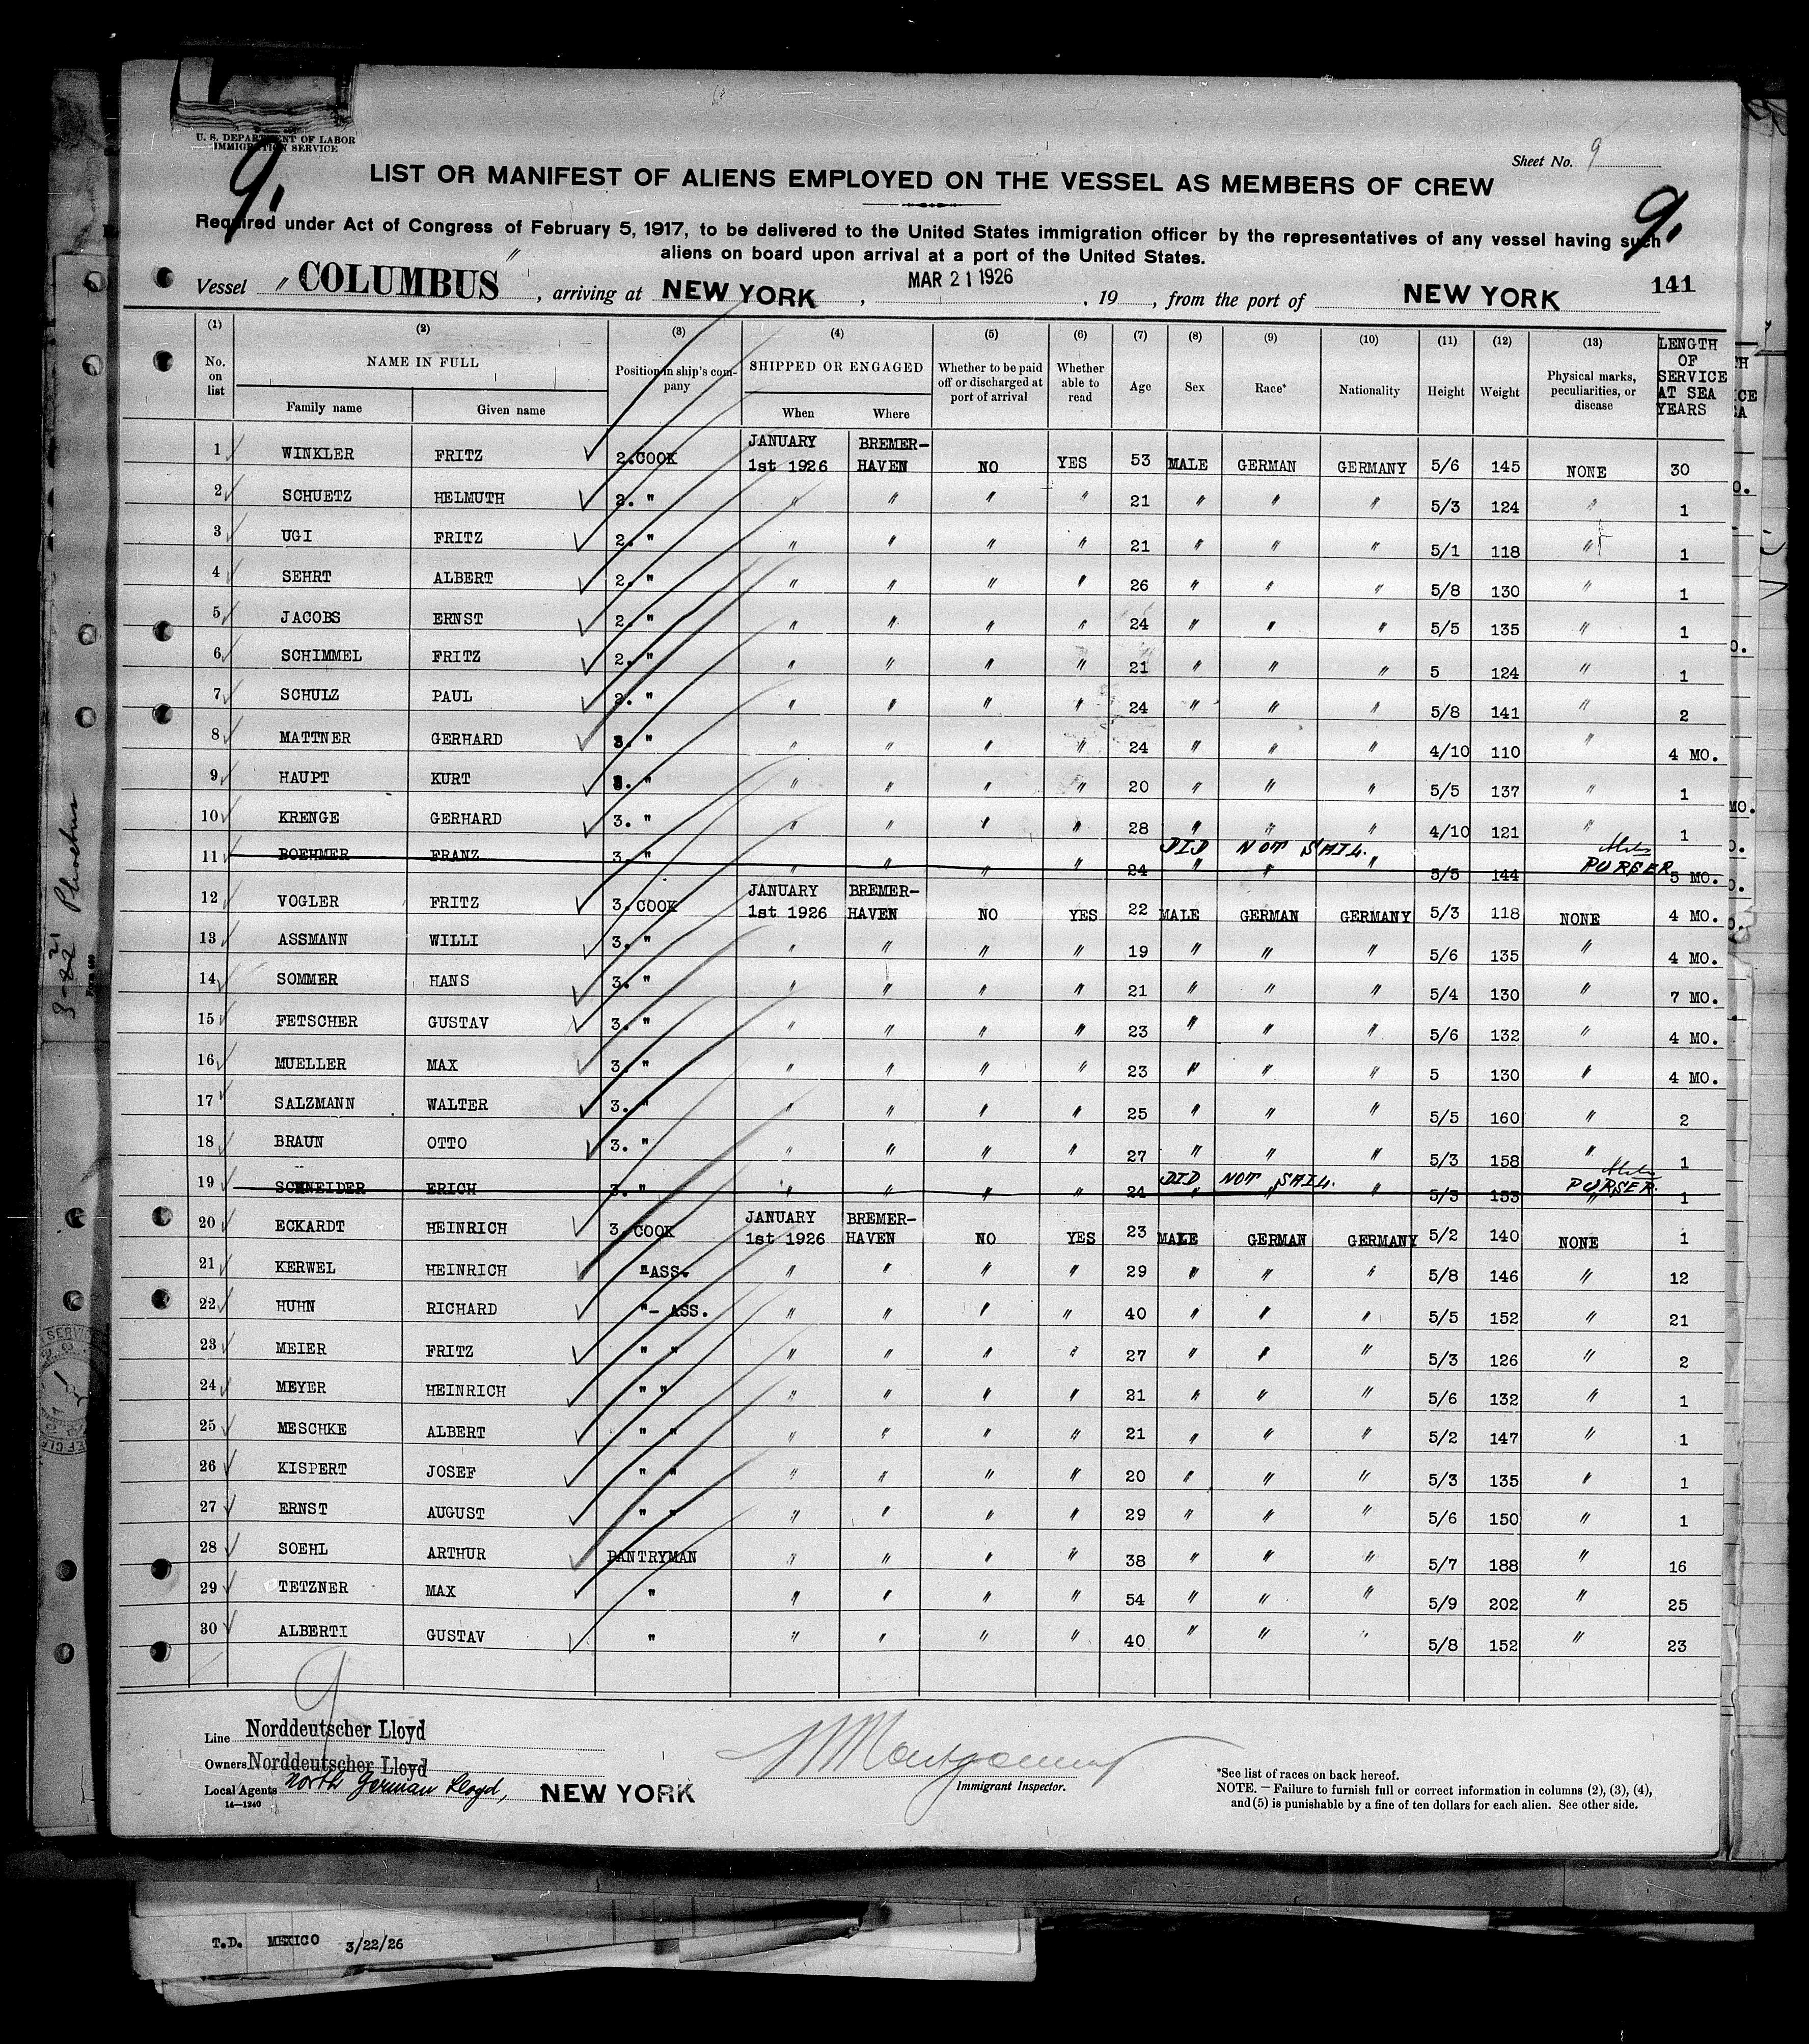 U. S. DEPARTMENT OF LABOR
IMMIGRATION SERVICE
Sheet No. 9
9.
LIST OR MANIFEST OF ALIENS EMPLOYED ON THE VESSEL AS MEMBERS OF CREW
9.
Required under Act of Congress of February 5, 1917, to be delivered to the United States immigration officer by the representatives of any vessel having such
aliens on board upon arrival at a port of the United States.
Vessel " COLUMBUS " , arriving at NEW YORK , MAR 21 1926 , 19 , from the port of NEW YORK 141
(1) (2) (3) (4) (5) (6) (7) (8) (9) (10) (11) (12) (13)
No. on list NAME IN FULL Family name Given name Position in ship's company SHIPPED OR ENGAGED When Where Whether to be paid off or discharged at port of arrival Whether able to read Age Sex Race* Nationality Height Weight Physical marks, peculiarities, or disease LENGTH OF SERVICE AT SEA YEARS
1 WINKLER FRITZ 2.COOK JANUARY 1st 1926 BREMER-HAVEN NO YES 53 MALE GERMAN GERMANY 5/6 145 NONE 30
2 SCHUETZ HELMUTH 2. " " " " " 21 " " " 5/3 124 " 1
3 UGI FRITZ 2. " " " " " 21 " " " 5/1 118 " 1
4 SEHRT ALBERT 2. " " " " " 26 " " " 5/8 130 " 1
5 JACOBS ERNST 2. " " " " " 24 " " " 5/5 135 " 1
6 SCHIMMEL FRITZ 2. " " " " " 21 " " " 5 124 " 1
7 SCHULZ PAUL 2. " " " " " 24 " " " 5/8 141 " 2
8 MATTNER GERHARD 3. " " " " " 24 " " " 4/10 110 " 4 MO.
9 HAUPT KURT 3. " " " " " 20 " " " 5/5 137 " 1
10 KRENGE GERHARD 3. " " " " " 28 " " " 4/10 121 " 1
11 BOEHMER FRANZ 3. " " " " " 24 " " " 5/5 144 5 MO.
DID NOT SAIL. PURSER
12 VOGLER FRITZ 3.COOK JANUARY 1st 1926 BREMER-HAVEN NO YES 22 MALE GERMAN GERMANY 5/3 118 NONE 4 MO.
13 ASSMANN WILLI 3. " " " " " 19 " " " 5/6 135 " 4 MO.
14 SOMMER HANS 3. " " " " " 21 " " " 5/4 130 " 7 MO.
15 FETSCHER GUSTAV 3. " " " " " 23 " " " 5/6 132 " 4 MO.
16 MUELLER MAX 3. " " " " " 23 " " " 5 130 " 4 MO.
17 SALZMANN WALTER 3. " " " " " 25 " " " 5/5 160 " 2
18 BRAUN OTTO 3. " " " " " 27 " " " 5/3 158 " 1
19 SCHNEIDER ERICH 3. " " " " " 24 " " " 5/3 153 " 1
DID NOT SAIL. PURSER.
20 ECKARDT HEINRICH 3.COOK JANUARY 1st 1926 BREMER-HAVEN NO YES 23 MALE GERMAN GERMANY 5/2 140 NONE 1
21 KERWEL HEINRICH "ASS. " " " " 29 " " " 5/8 146 " 12
22 HUHN RICHARD "- ASS. " " " " 40 " " " 5/5 152 " 21
23 MEIER FRITZ " " " " " " 27 " " " 5/3 126 " 2
24 MEYER HEINRICH " " " " " " 21 " " " 5/6 132 " 1
25 MESCHKE ALBERT " " " " " " 21 " " " 5/2 147 " 1
26 KISPERT JOSEF " " " " " " 20 " " " 5/3 135 " 1
27 ERNST AUGUST " " " " " " 29 " " " 5/6 150 " 1
28 SOEHL ARTHUR PANTRYMAN " " " " 38 " " " 5/7 188 " 16
29 TETZNER MAX " " " " " 54 " " " 5/9 202 " 25
30 ALBERTI GUSTAV " " " " " 40 " " " 5/8 152 " 23
9
Line Norddeutscher Lloyd
Owners Norddeutscher Lloyd
Local Agents North German Lloyd, NEW YORK
14—1240
Montgomery
Immigrant Inspector.
*See list of races on back hereof.
NOTE. — Failure to furnish full or correct information in columns (2), (3), (4),
and (5) is punishable by a fine of ten dollars for each alien. See other side.
T.D. MEXICO 3/22/26